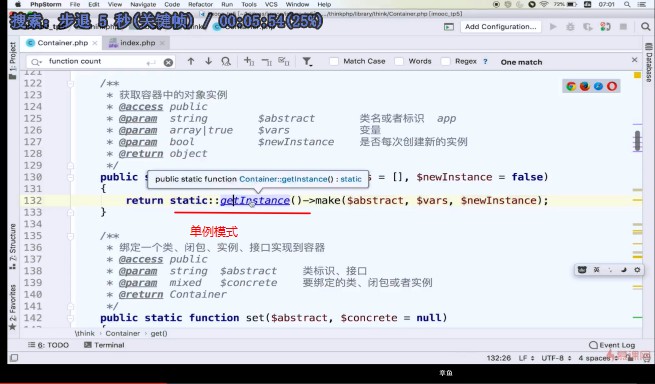 PhpStorm File Edit View Navigate Code Refactor Run Tools VCS Window Help 73% 07:01
搜索: 步退 5 秒(关键帧) / 00:05:54(25%)
/thinkphp/library/think/Container.php [imooc_tp5]
Add Configuration...
Container.php index.php
function count Match Case Words Regex ? One match
1: Project
Database
122 /**
123 * 获取容器中的对象实例
124 * @access public
125 * @param string $abstract 类名或者标识 app
126 * @param array|true $vars 变量
127 * @param bool $newInstance 是否每次创建新的实例
128 * @return object
129 */
130 public s = [], $newInstance = false)
public static function Container::getInstance() : static
131 {
132 return static::getInstance()->make($abstract, $vars, $newInstance);
133 }
134 单例模式
135 /**
136 * 绑定一个类、闭包、实例、接口实现到容器
137 * @access public
138 * @param string $abstract 类标识、接口
139 * @param mixed $concrete 要绑定的类、闭包或者实例
140 * @return Container
141 */
142 public static function set($abstract, $concrete = null)
7: Structure
2: Favorites
\think › Container › get()
6: TODO Terminal Event Log
132:26 LF UTF-8 4 spaces
慕课网
章鱼